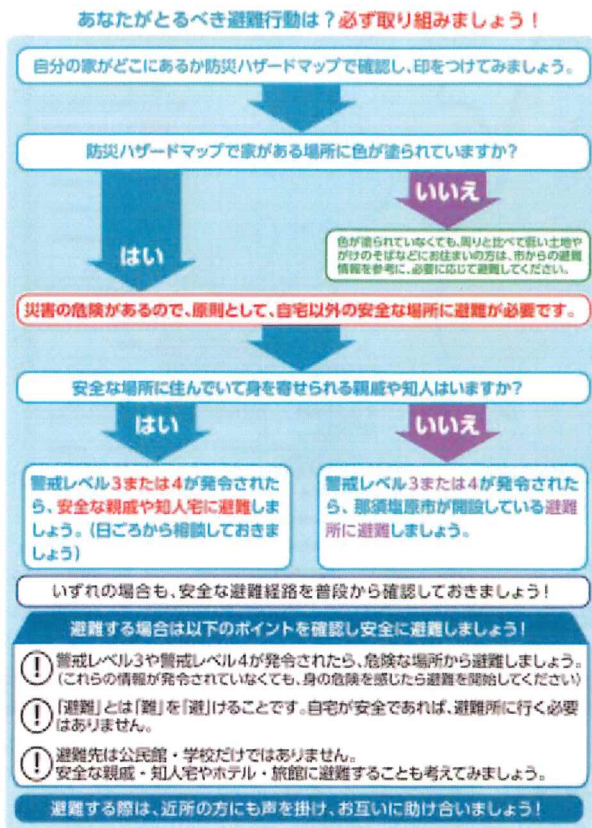 あなたがとるべき避難行動は？必ず取り組みましょう！
自分の家がどこにあるか防災ハザードマップで確認し、印をつけてみましょう。
防災ハザードマップで家がある場所に色が塗られていますか？
はい
いいえ
色が塗られていなくても、周りと比べて低い土地や
がけのそばなどにお住まいの方は、市からの避難
情報を参考に、必要に応じて避難してください。
災害の危険があるので、原則として、自宅以外の安全な場所に避難が必要です。
安全な場所に住んでいて身を寄せられる親戚や知人はいますか？
はい
警戒レベル3または4が発令された
ら、安全な親戚や知人宅に避難しま
しょう。（日ごろから相談しておきま
しょう）
いいえ
警戒レベル3または4が発令された
ら、那須塩原市が開設している避難
所に避難しましょう。
いずれの場合も、安全な避難経路を普段から確認しておきましょう！
避難する場合は以下のポイントを確認し安全に避難しましょう！
! 警戒レベル3や警戒レベル4が発令されたら、危険な場所から避難しましょう。
（これらの情報が発令されていなくても、身の危険を感じたら避難を開始してください）
! 「避難」とは「難」を「避」けることです。自宅が安全であれば、避難所に行く必要
はありません。
! 避難先は公民館・学校だけではありません。
安全な親戚・知人宅やホテル・旅館に避難することも考えてみましょう。
避難する際は、近所の方にも声を掛け、お互いに助け合いましょう！